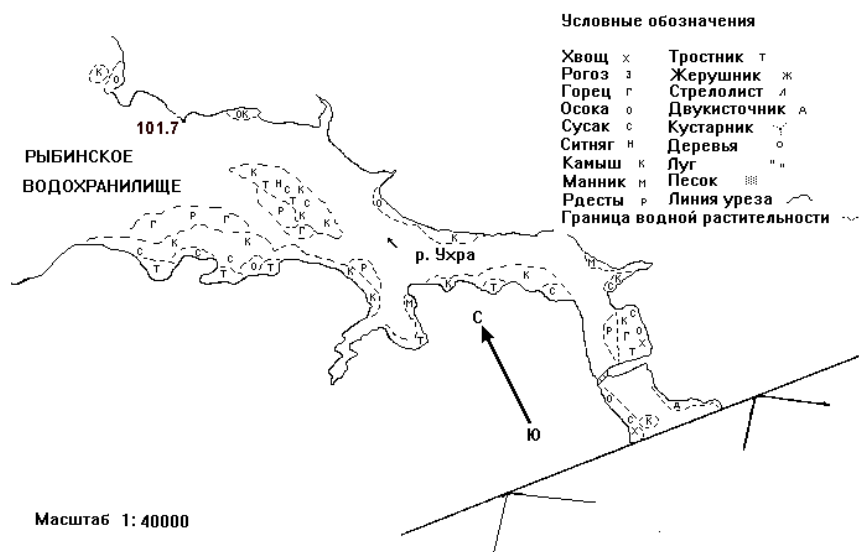 Условные обозначения
Хвощ Х Тростник Т
Рогоз З Жерушник Ж
Горец Г Стрелолист Л
Осока О Двукисточник Д
Сусак С Кустарник
Ситняг Н Деревья
Камыш К Луг
Манник М Песок
Рдесты Р Линия уреза
Граница водной растительности
К О
101.7
ОК
РЫБИНСКОЕ
ВОДОХРАНИЛИЩЕ
К
Т Н С К
Т С
Р К К
Г
О
Г Р Г
К К
С Т С
С Т О Т
К Р
К
р. Ухра
К
К Т С К
М
Т
М
С К
Р К С
Г О
Т Х
О
С К
Х
Д
С
Ю
Масштаб 1: 40000